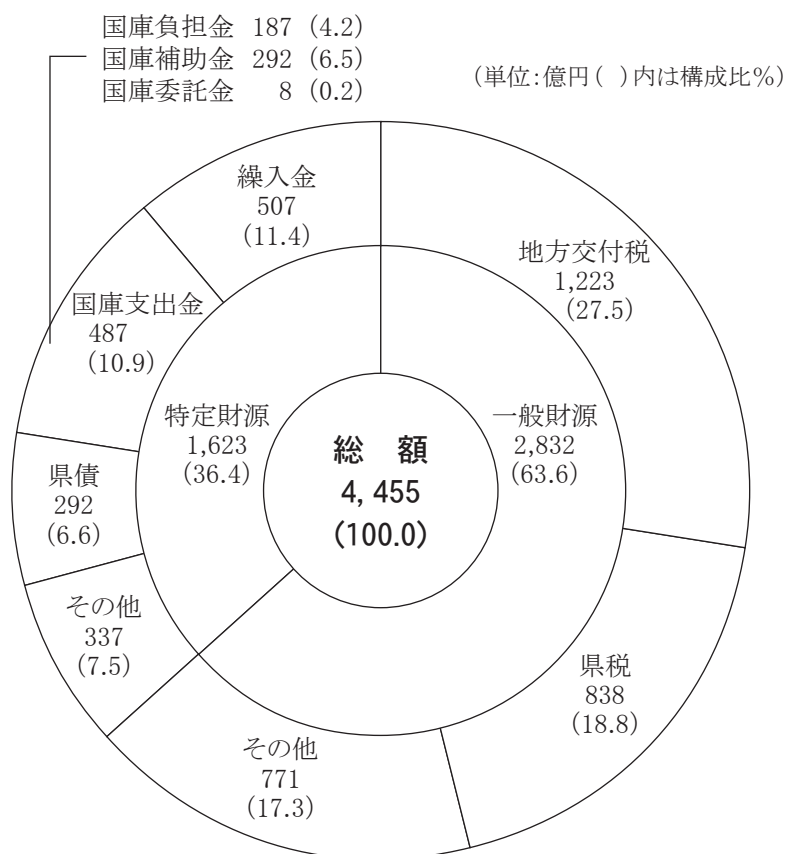 国庫負担金 187 (4.2)
国庫補助金 292 (6.5)
国庫委託金 8 (0.2)
(単位:億円( )内は構成比%)
繰入金
507
(11.4)
地方交付税
1,223
(27.5)
国庫支出金
487
(10.9)
特定財源
1,623
(36.4)
総 額
4,455
(100.0)
一般財源
2,832
(63.6)
県債
292
(6.6)
その他
337
(7.5)
県税
838
(18.8)
その他
771
(17.3)